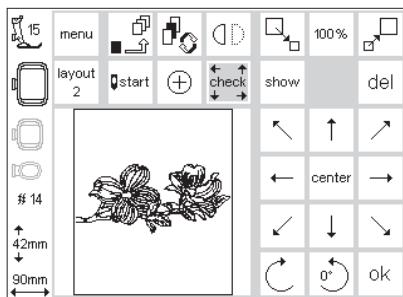 15 menu 100%
layout
2 start check show del
center
# 14
42mm
90mm 0° ok